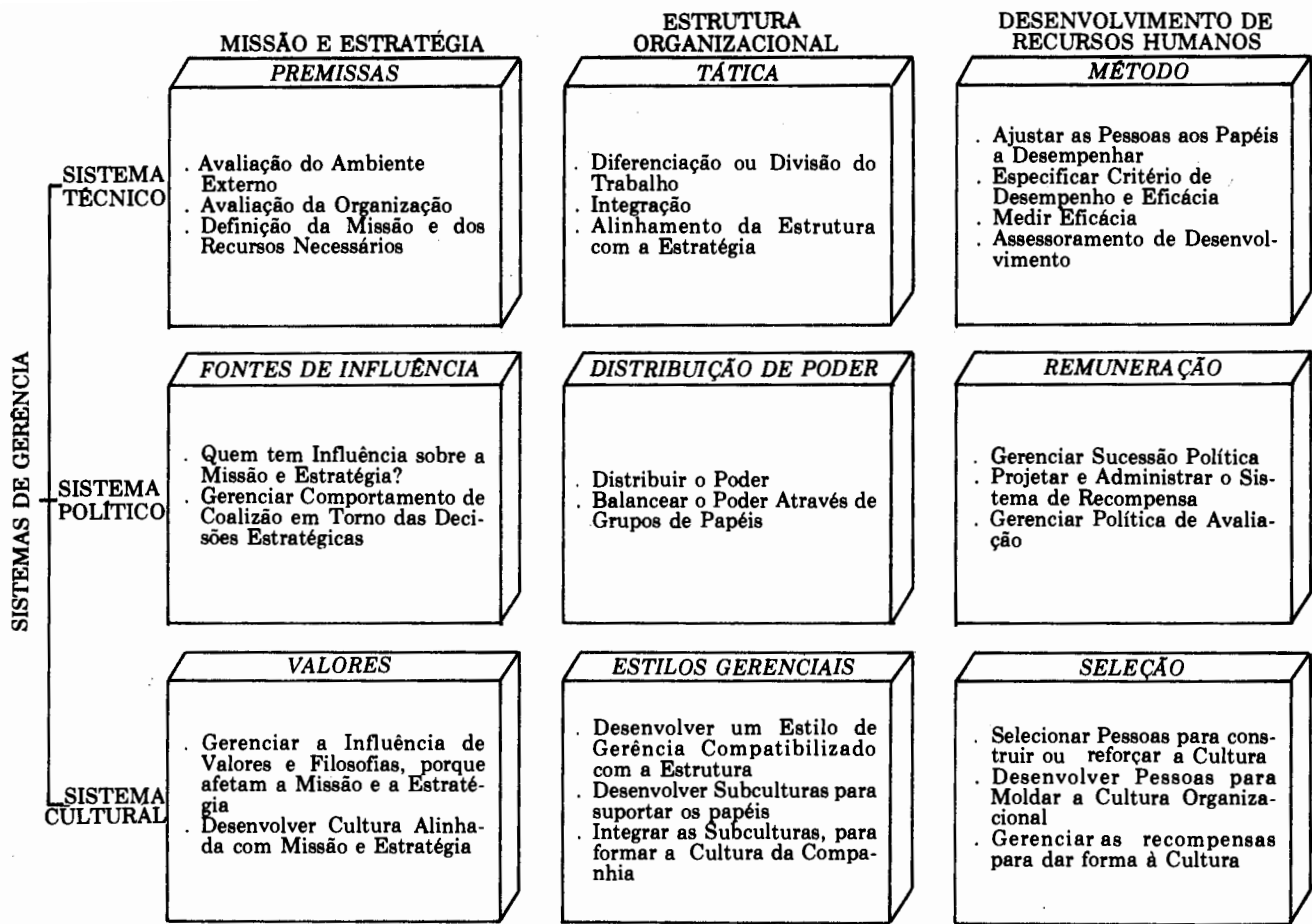 MISSÃO E ESTRATÉGIA
ESTRUTURA
ORGANIZACIONAL
DESENVOLVIMENTO DE
RECURSOS HUMANOS
SISTEMAS DE GERÊNCIA
SISTEMA
TÉCNICO
PREMISSAS
. Avaliação do Ambiente
Externo
. Avaliação da Organização
. Definição da Missão e dos
Recursos Necessários
TÁTICA
. Diferenciação ou Divisão do
Trabalho
. Integração
. Alinhamento da Estrutura
com a Estratégia
MÉTODO
. Ajustar as Pessoas aos Papéis
a Desempenhar
. Especificar Critério de
Desempenho e Eficácia
. Medir Eficácia
. Assessoramento de Desenvol-
vimento
SISTEMA
POLÍTICO
FONTES DE INFLUÊNCIA
. Quem tem Influência sobre a
Missão e Estratégia?
. Gerenciar Comportamento de
Coalizão em Torno das Deci-
sões Estratégicas
DISTRIBUIÇÃO DE PODER
. Distribuir o Poder
. Balancear o Poder Através de
Grupos de Papéis
REMUNERAÇÃO
. Gerenciar Sucessão Política
. Projetar e Administrar o Sis-
tema de Recompensa
. Gerenciar Política de Avalia-
ção
SISTEMA
CULTURAL
VALORES
. Gerenciar a Influência de
Valores e Filosofias, porque
afetam a Missão e a Estraté-
gia
. Desenvolver Cultura Alinha-
da com Missão e Estratégia
ESTILOS GERENCIAIS
. Desenvolver um Estilo de
Gerência Compatibilizado
com a Estrutura
. Desenvolver Subculturas para
suportar os papéis
. Integrar as Subculturas, para
formar a Cultura da Compa-
nhia
SELEÇÃO
. Selecionar Pessoas para cons-
truir ou reforçar a Cultura
. Desenvolver Pessoas para
Moldar a Cultura Organiza-
cional
. Gerenciar as recompensas
para dar forma à Cultura